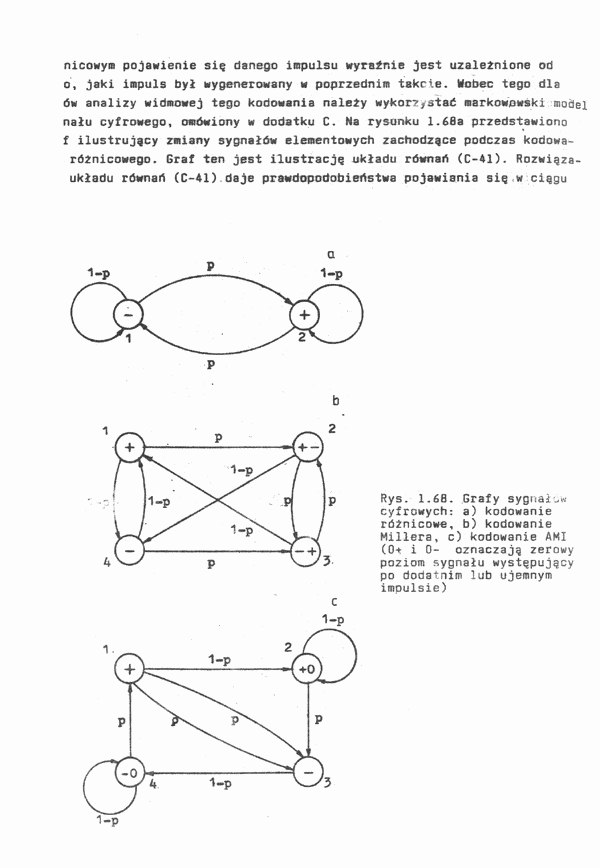 nicowym pojawienie się danego impulsu wyraźnie jest uzależnione od
o, jaki impuls był wygenerowany w poprzednim takcie. Wobec tego dla
ów analizy widmowej tego kodowania należy wykorzystać markowowski model
nału cyfrowego, omówiony w dodatku C. Na rysunku 1.68a przedstawiono
f ilustrujący zmiany sygnałów elementowych zachodzące podczas kodowa-
różnicowego. Graf ten jest ilustrację układu równań (C-41). Rozwiąza-
układu równań (C-41) daje prawdopodobieństwa pojawiania się w ciągu
a
1-p
p
1-p
-
+
1
2
p
b
1
2
p
+
+-
1-p
1-p
p
p
1-p
-
-+
4
3.
p
Rys. 1.68. Grafy sygnałów
cyfrowych: a) kodowanie
różnicowe, b) kodowanie
Millera, c) kodowanie AMI
(0+ i 0- oznaczają zerowy
poziom sygnału występujący
po dodatnim lub ujemnym
impulsie)
c
1-p
1.
2
1-p
+
+0
p
p
p
p
-0
-
4.
3
1-p
1-p